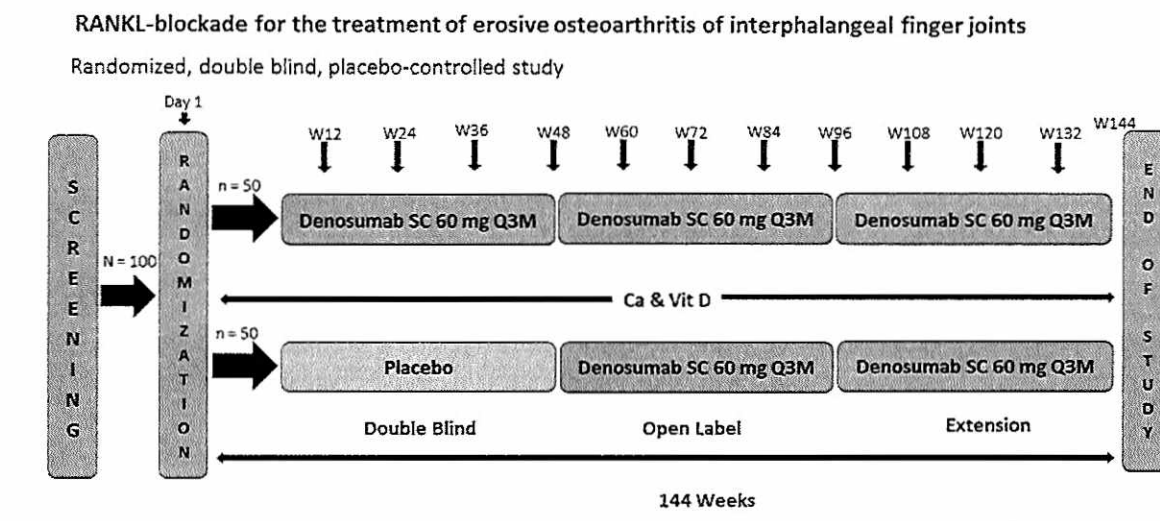 RANKL-blockade for the treatment of erosive osteoarthritis of interphalangeal finger joints
Randomized, double blind, placebo-controlled study
Day 1
W12 W24 W36 W48 W60 W72 W84 W96 W108 W120 W132 W144
SCREENING
N = 100
RANDOMIZATION
n = 50
Denosumab SC 60 mg Q3M Denosumab SC 60 mg Q3M Denosumab SC 60 mg Q3M
Ca & Vit D
n = 50
Placebo Denosumab SC 60 mg Q3M Denosumab SC 60 mg Q3M
Double Blind Open Label Extension
144 Weeks
END OF STUDY